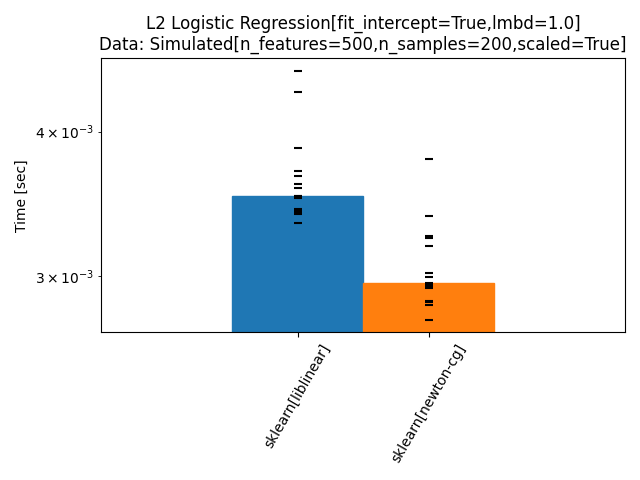 L2 Logistic Regression[fit_intercept=True,lmbd=1.0]
Data: Simulated[n_features=500,n_samples=200,scaled=True]
4 × 10⁻³
Time [sec]
3 × 10⁻³
sklearn[liblinear]
sklearn[newton-cg]